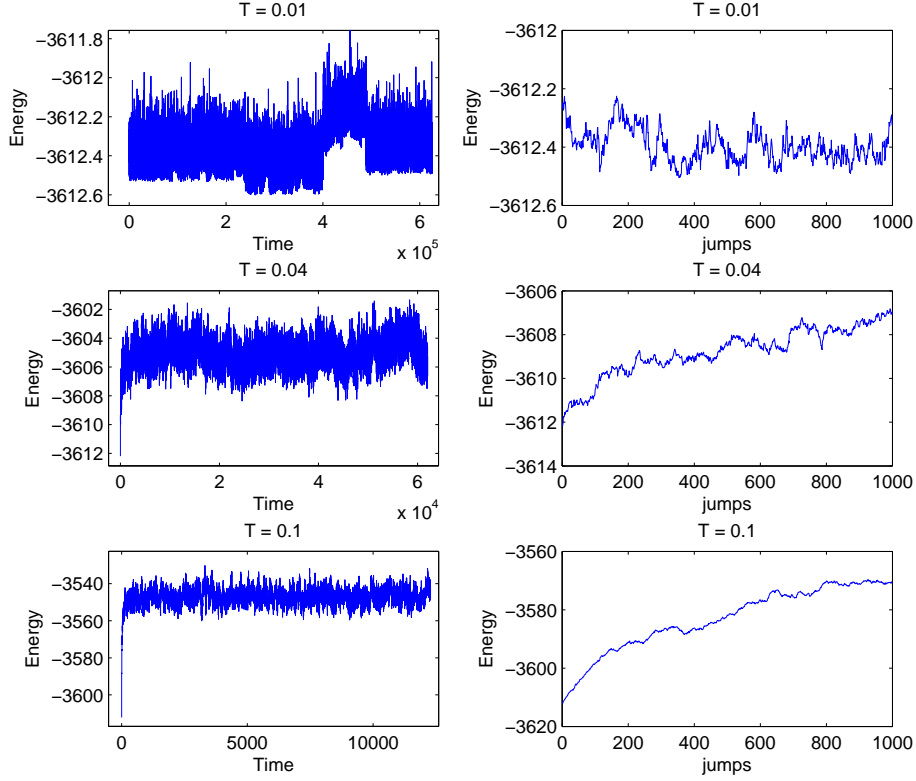 T = 0.01
−3611.8
−3612
−3612.2
−3612.4
−3612.6
Energy
0 2 4 6
Time
x 10^5
T = 0.01
−3612
−3612.2
−3612.4
−3612.6
Energy
0 200 400 600 800 1000
jumps
T = 0.04
−3602
−3604
−3606
−3608
−3610
−3612
Energy
0 2 4 6
Time
x 10^4
T = 0.04
−3606
−3608
−3610
−3612
−3614
Energy
0 200 400 600 800 1000
jumps
T = 0.1
−3540
−3560
−3580
−3600
Energy
0 5000 10000
Time
T = 0.1
−3560
−3580
−3600
−3620
Energy
0 200 400 600 800 1000
jumps